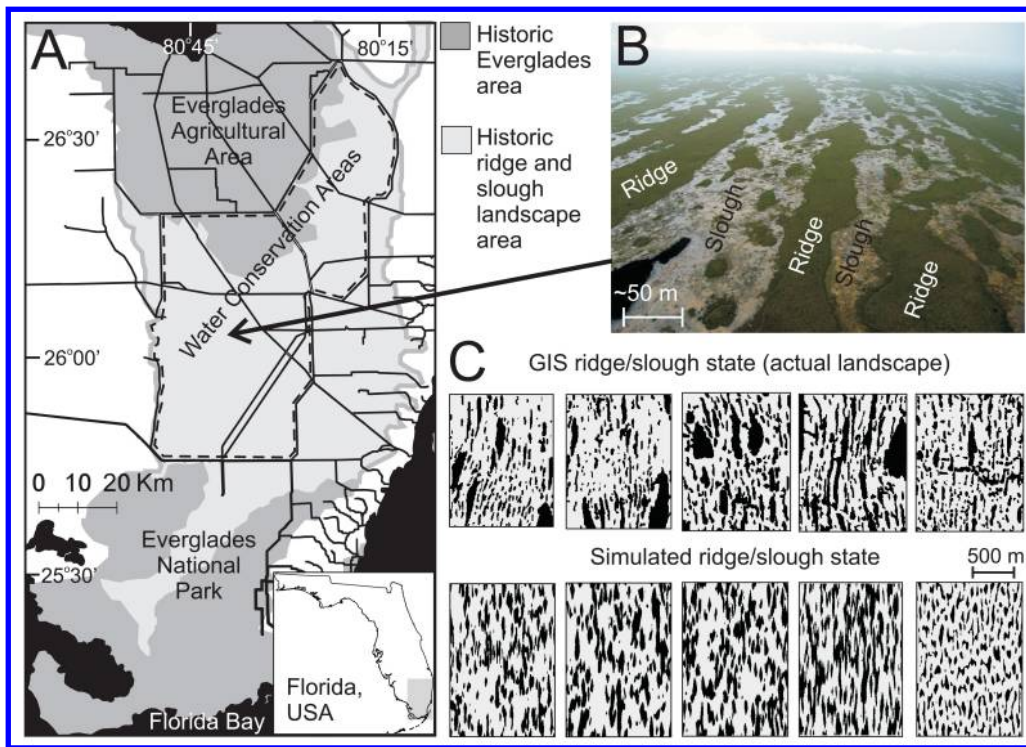 A
80°45'
80°15'
26°30'
26°00'
25°30'
Everglades
Agricultural
Area
Water Conservation Areas
0 10 20 Km
Everglades
National
Park
Florida Bay
Florida,
USA
Historic
Everglades
area
Historic
ridge and
slough
landscape
area
B
Ridge
Slough
Ridge
Slough
Ridge
~50 m
C
GIS ridge/slough state (actual landscape)
Simulated ridge/slough state
500 m